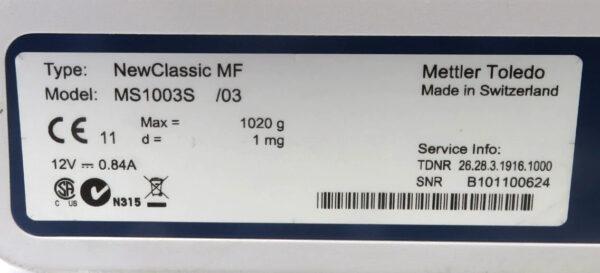 Type: NewClassic MF
Model: MS1003S /03
Mettler Toledo
Made in Switzerland
CE 11
Max = 1020 g
d = 1 mg
12V ⎓ 0.84A
Service Info:
TDNR 26.28.3.1916.1000
SNR B101100624
C US
N315